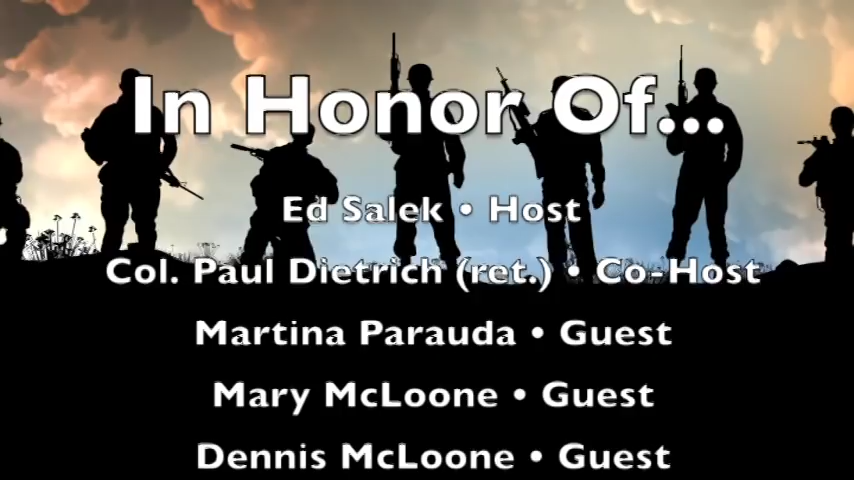 In Honor Of...
Ed Salek • Host
Col. Paul Dietrich (ret.) • Co-Host
Martina Parauda • Guest
Mary McLoone • Guest
Dennis McLoone • Guest